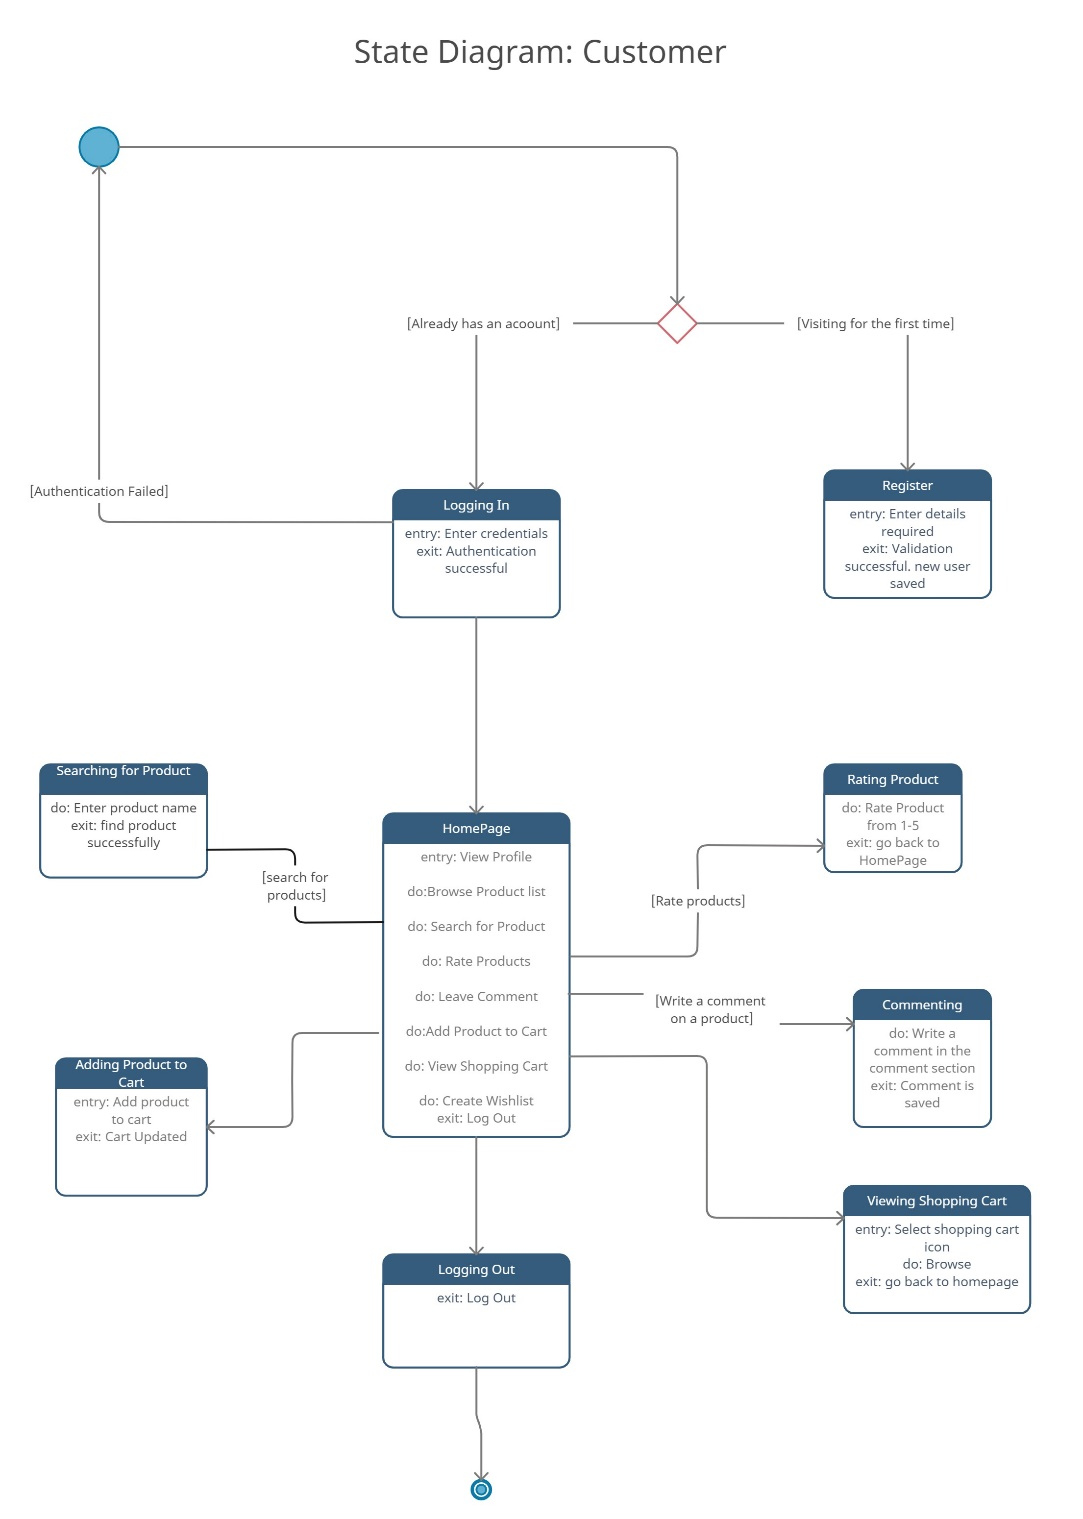 State Diagram: Customer
[Already has an acoount]
[Visiting for the first time]
[Authentication Failed]
Logging In
entry: Enter credentials
exit: Authentication
successful
Register
entry: Enter details
required
exit: Validation
successful. new user
saved
Searching for Product
do: Enter product name
exit: find product
successfully
[search for
products]
HomePage
entry: View Profile
do:Browse Product list
do: Search for Product
do: Rate Products
do: Leave Comment
do:Add Product to Cart
do: View Shopping Cart
do: Create Wishlist
exit: Log Out
Rating Product
do: Rate Product
from 1-5
exit: go back to
HomePage
[Rate products]
[Write a comment
on a product]
Commenting
do: Write a
comment in the
comment section
exit: Comment is
saved
Adding Product to
Cart
entry: Add product
to cart
exit: Cart Updated
Viewing Shopping Cart
entry: Select shopping cart
icon
do: Browse
exit: go back to homepage
Logging Out
exit: Log Out